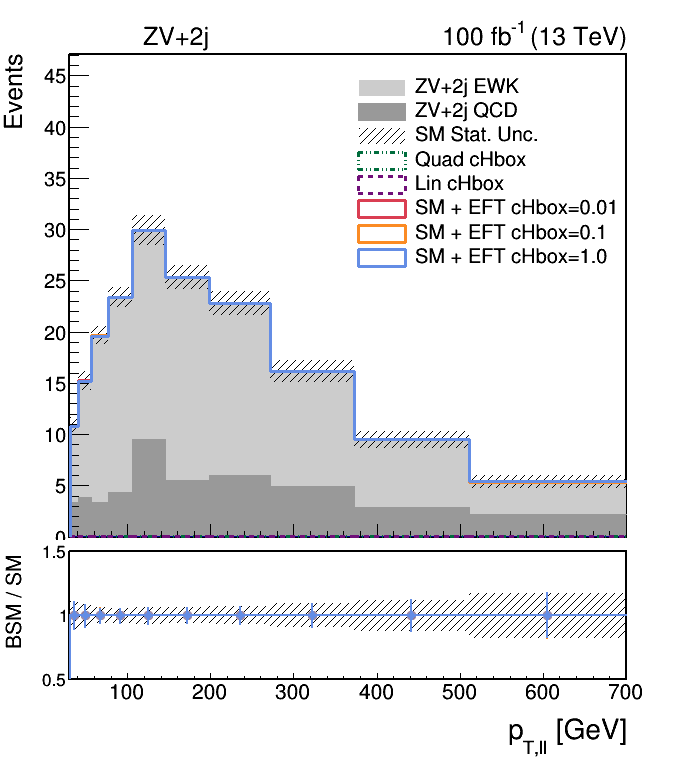 ZV+2j
100 fb-1 (13 TeV)
Events
45
40
35
30
25
20
15
10
5
0
ZV+2j EWK
ZV+2j QCD
SM Stat. Unc.
Quad cHbox
Lin cHbox
SM + EFT cHbox=0.01
SM + EFT cHbox=0.1
SM + EFT cHbox=1.0
BSM / SM
1.5
1
0.5
100 200 300 400 500 600 700
pT,ll [GeV]